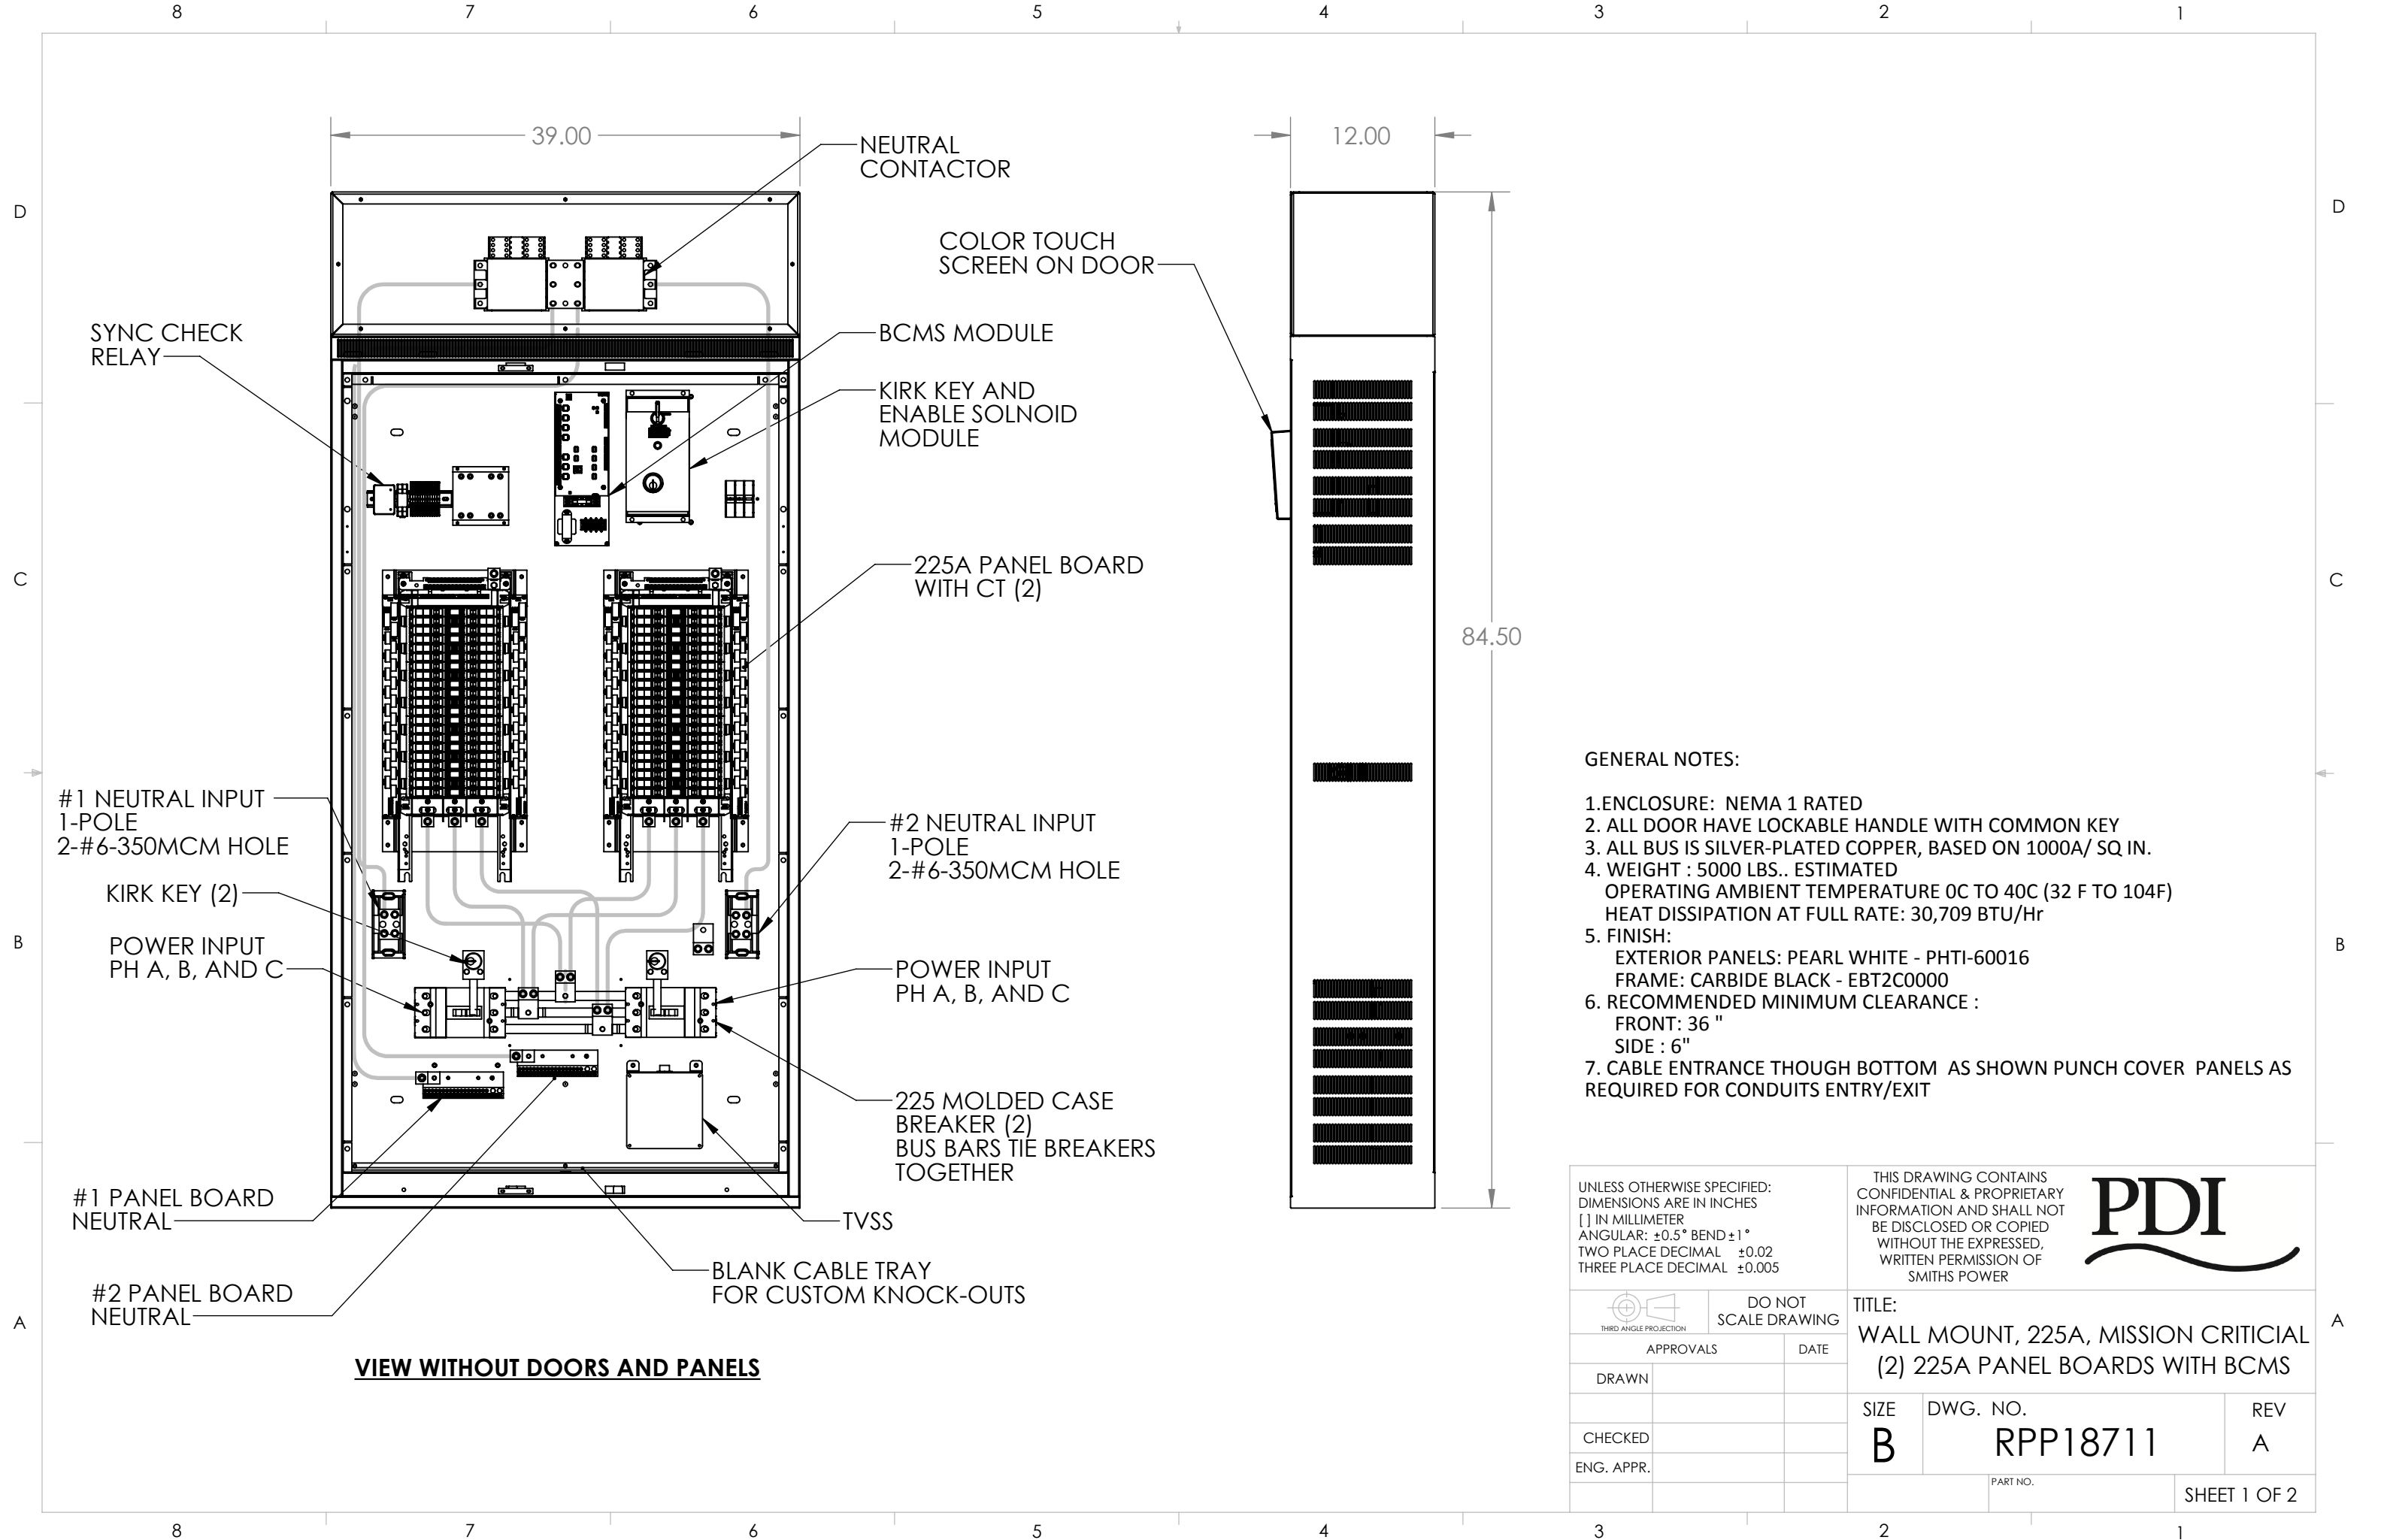 8 7 6 5 4 3 2 1
D
C
B
A
39.00
NEUTRAL
CONTACTOR
12.00
COLOR TOUCH
SCREEN ON DOOR
SYNC CHECK
RELAY
BCMS MODULE
KIRK KEY AND
ENABLE SOLNOID
MODULE
225A PANEL BOARD
WITH CT (2)
84.50
#1 NEUTRAL INPUT
1-POLE
2-#6-350MCM HOLE
#2 NEUTRAL INPUT
1-POLE
2-#6-350MCM HOLE
KIRK KEY (2)
POWER INPUT
PH A, B, AND C
POWER INPUT
PH A, B, AND C
225 MOLDED CASE
BREAKER (2)
BUS BARS TIE BREAKERS
TOGETHER
#1 PANEL BOARD
NEUTRAL
TVSS
#2 PANEL BOARD
NEUTRAL
BLANK CABLE TRAY
FOR CUSTOM KNOCK-OUTS
VIEW WITHOUT DOORS AND PANELS
GENERAL NOTES:
1.ENCLOSURE: NEMA 1 RATED
2. ALL DOOR HAVE LOCKABLE HANDLE WITH COMMON KEY
3. ALL BUS IS SILVER-PLATED COPPER, BASED ON 1000A/ SQ IN.
4. WEIGHT : 5000 LBS.. ESTIMATED
OPERATING AMBIENT TEMPERATURE 0C TO 40C (32 F TO 104F)
HEAT DISSIPATION AT FULL RATE: 30,709 BTU/Hr
5. FINISH:
EXTERIOR PANELS: PEARL WHITE - PHTI-60016
FRAME: CARBIDE BLACK - EBT2C0000
6. RECOMMENDED MINIMUM CLEARANCE :
FRONT: 36 "
SIDE : 6"
7. CABLE ENTRANCE THOUGH BOTTOM AS SHOWN PUNCH COVER PANELS AS
REQUIRED FOR CONDUITS ENTRY/EXIT
UNLESS OTHERWISE SPECIFIED:
DIMENSIONS ARE IN INCHES
[ ] IN MILLIMETER
ANGULAR: ±0.5° BEND ±1°
TWO PLACE DECIMAL ±0.02
THREE PLACE DECIMAL ±0.005
THIS DRAWING CONTAINS
CONFIDENTIAL & PROPRIETARY
INFORMATION AND SHALL NOT
BE DISCLOSED OR COPIED
WITHOUT THE EXPRESSED,
WRITTEN PERMISSION OF
SMITHS POWER
PDI
THIRD ANGLE PROJECTION
DO NOT
SCALE DRAWING
APPROVALS DATE
DRAWN
CHECKED
ENG. APPR.
TITLE:
WALL MOUNT, 225A, MISSION CRITICIAL
(2) 225A PANEL BOARDS WITH BCMS
SIZE
B
DWG. NO.
RPP18711
REV
A
PART NO.
SHEET 1 OF 2
D
C
B
A
8 7 6 5 4 3 2 1